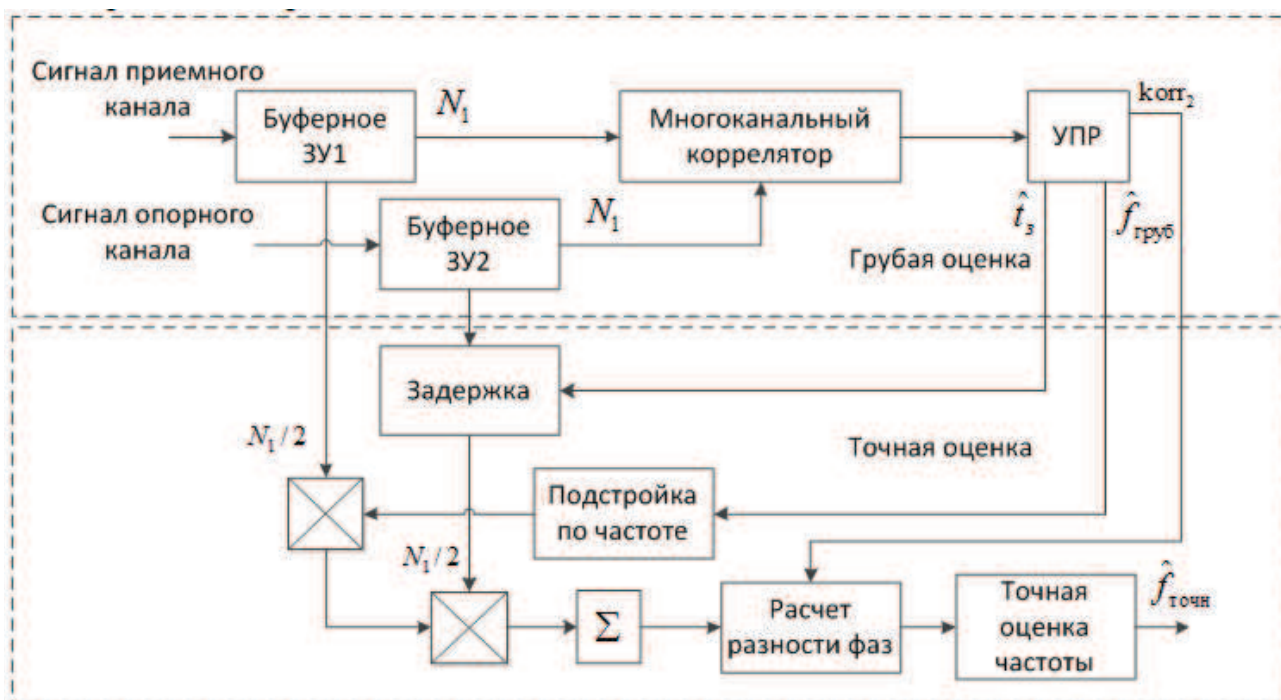 Сигнал приемного
канала
N₁
Буферное
ЗУ1
Многоканальный
коррелятор
УПР
korr₂
Сигнал опорного
канала
Буферное
ЗУ2
N₁
t̂з
f̂груб
Грубая оценка
Задержка
N₁/2
Точная оценка
Подстройка
по частоте
N₁/2
Σ
Расчет
разности фаз
Точная
оценка
частоты
f̂точн